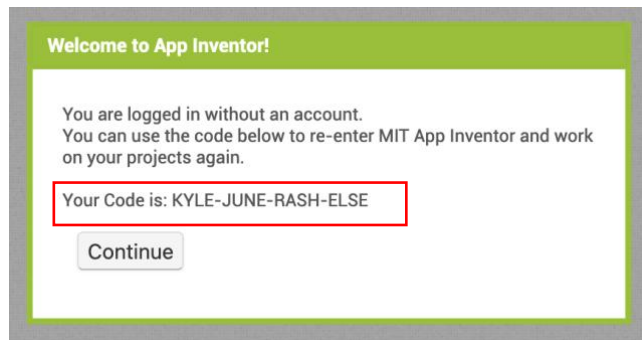 Welcome to App Inventor!
You are logged in without an account.
You can use the code below to re-enter MIT App Inventor and work
on your projects again.
Your Code is: KYLE-JUNE-RASH-ELSE
Continue